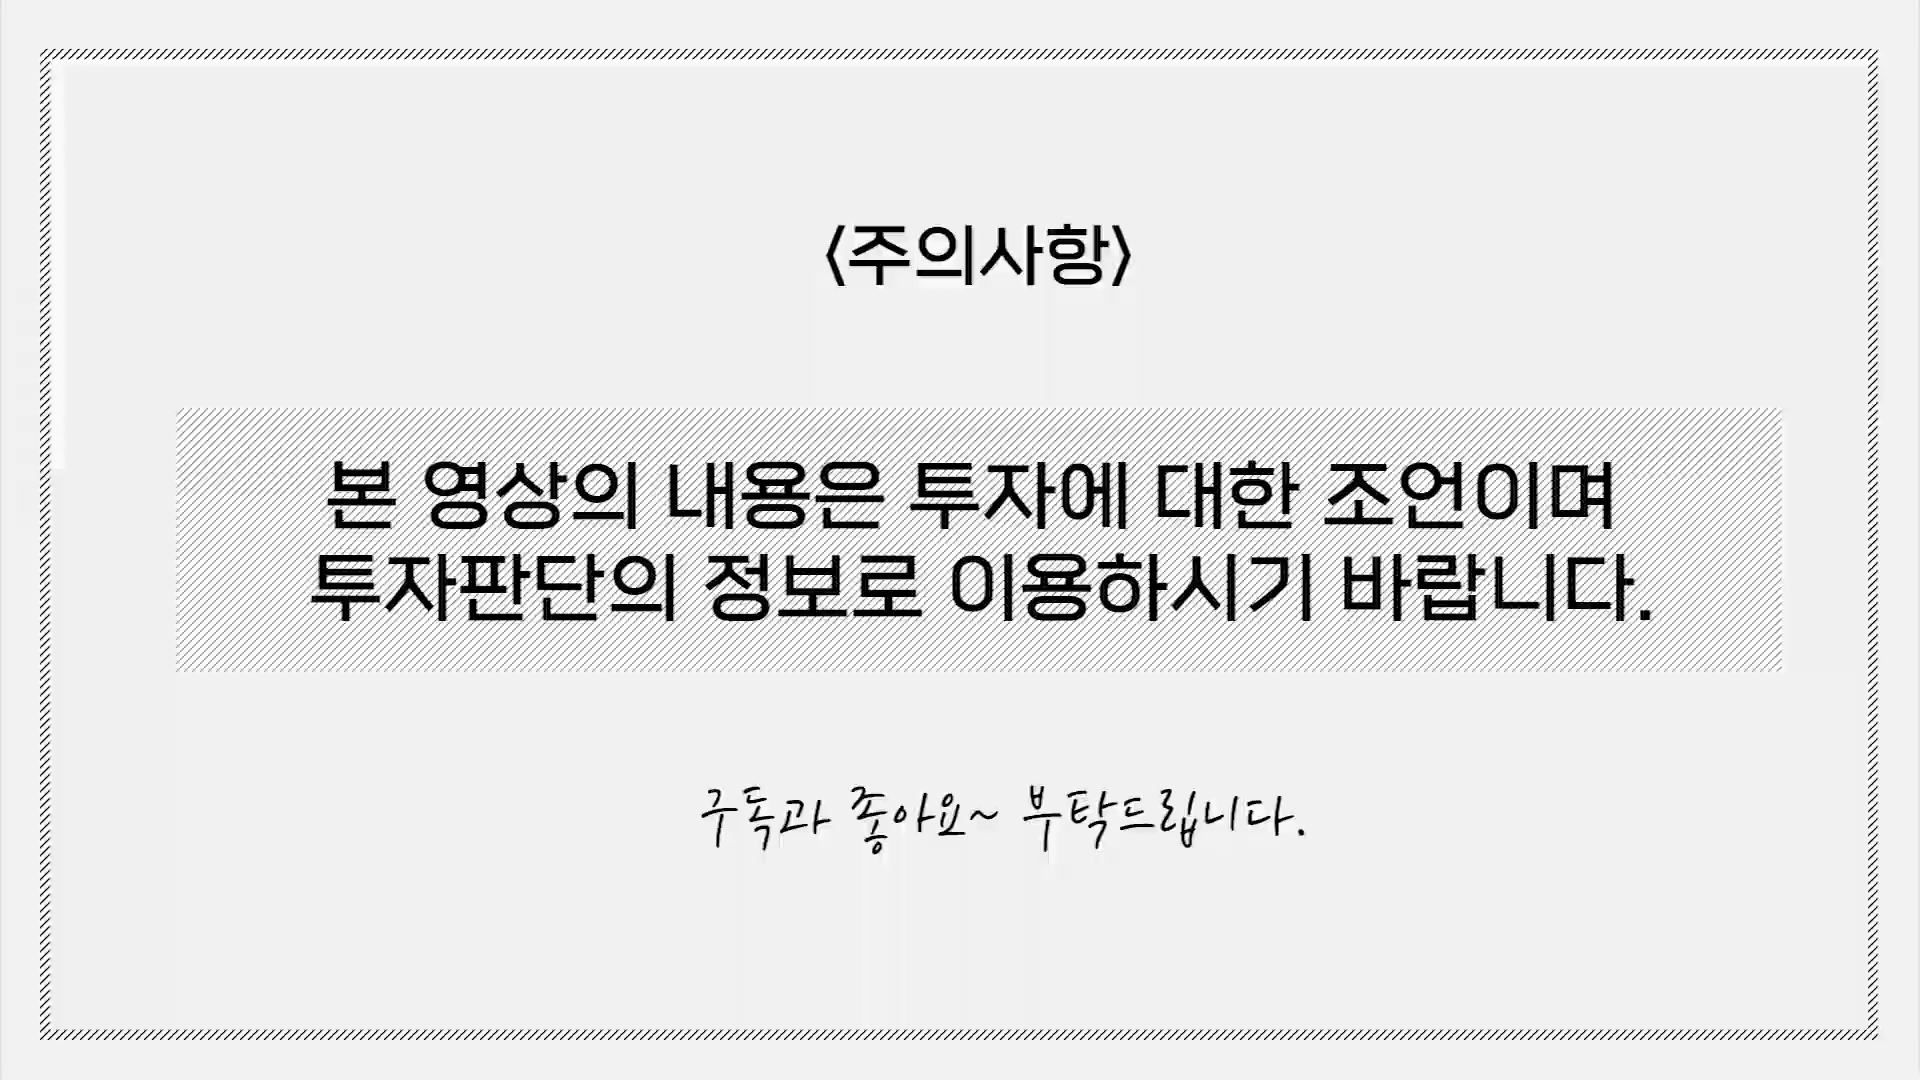 〈주의사항〉
본 영상의 내용은 투자에 대한 조언이며
투자판단의 정보로 이용하시기 바랍니다.
구독과 좋아요~ 부탁드립니다.